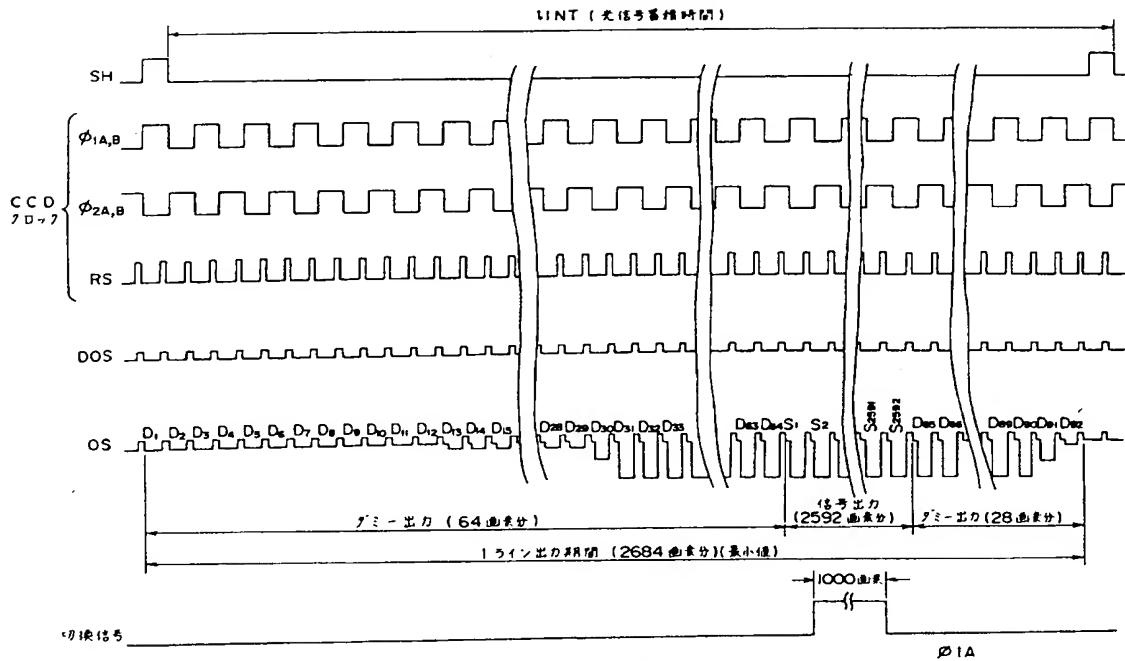 tINT (光信号蓄積時間)
SH
CCD
クロック
Ø1A,B
Ø2A,B
RS
DOS
OS
D1 D2 D3 D4 D5 D6 D7 D8 D9 D10 D11 D12 D13 D14 D15 D28 D29 D30 D31 D32 D33 D63 D64 S1 S2 S2591 S2592 D65 D66 D89 D90 D91 D92
ダミー出力 (64画素分)
信号出力
(2592画素分)
ダミー出力 (28画素分)
1ライン出力期間 (2684画素分)(最小値)
1000画素
切換信号
Ø1A